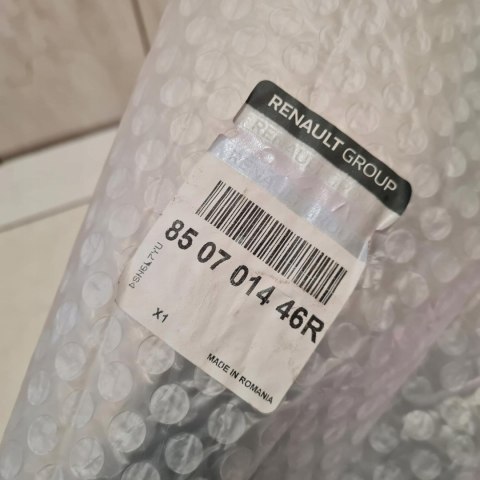 RENAULT GROUP
85 07 014 46R
X1
MADE IN ROMANIA